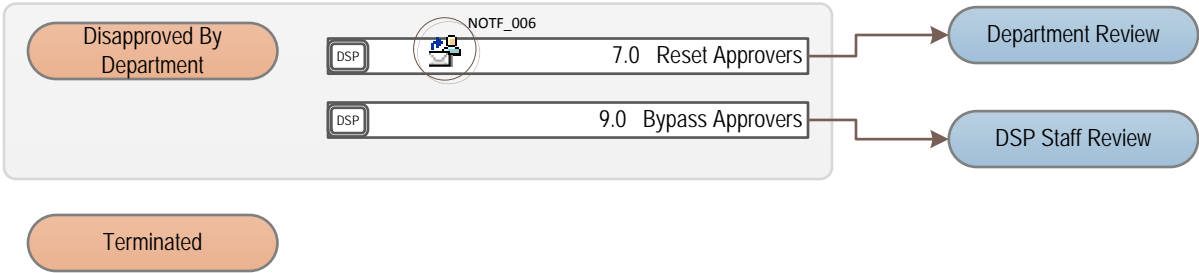 Disapproved By
Department
NOTF_006
DSP
7.0 Reset Approvers
Department Review
DSP
9.0 Bypass Approvers
DSP Staff Review
Terminated